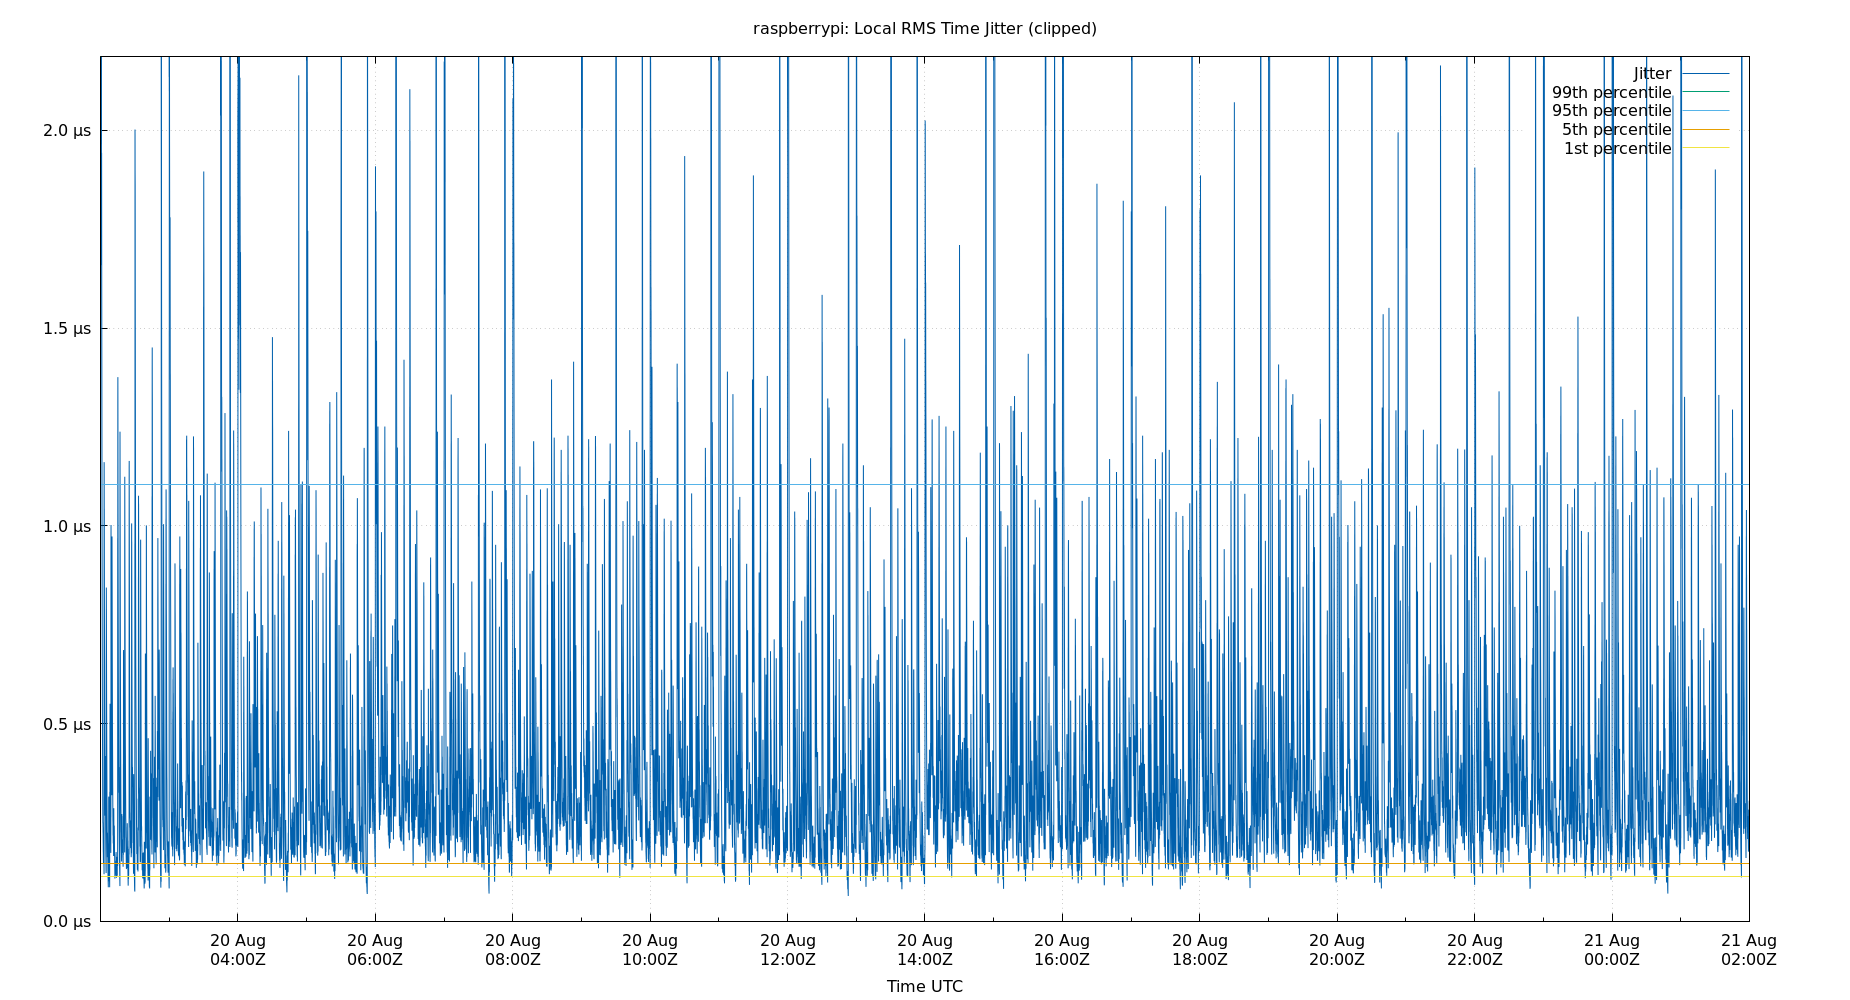 raspberrypi: Local RMS Time Jitter (clipped)
Jitter
99th percentile
95th percentile
5th percentile
1st percentile
2.0 µs
1.5 µs
1.0 µs
0.5 µs
0.0 µs
20 Aug 20 Aug 20 Aug 20 Aug 20 Aug 20 Aug 20 Aug 20 Aug 20 Aug 20 Aug 21 Aug 21 Aug
04:00Z 06:00Z 08:00Z 10:00Z 12:00Z 14:00Z 16:00Z 18:00Z 20:00Z 22:00Z 00:00Z 02:00Z
Time UTC